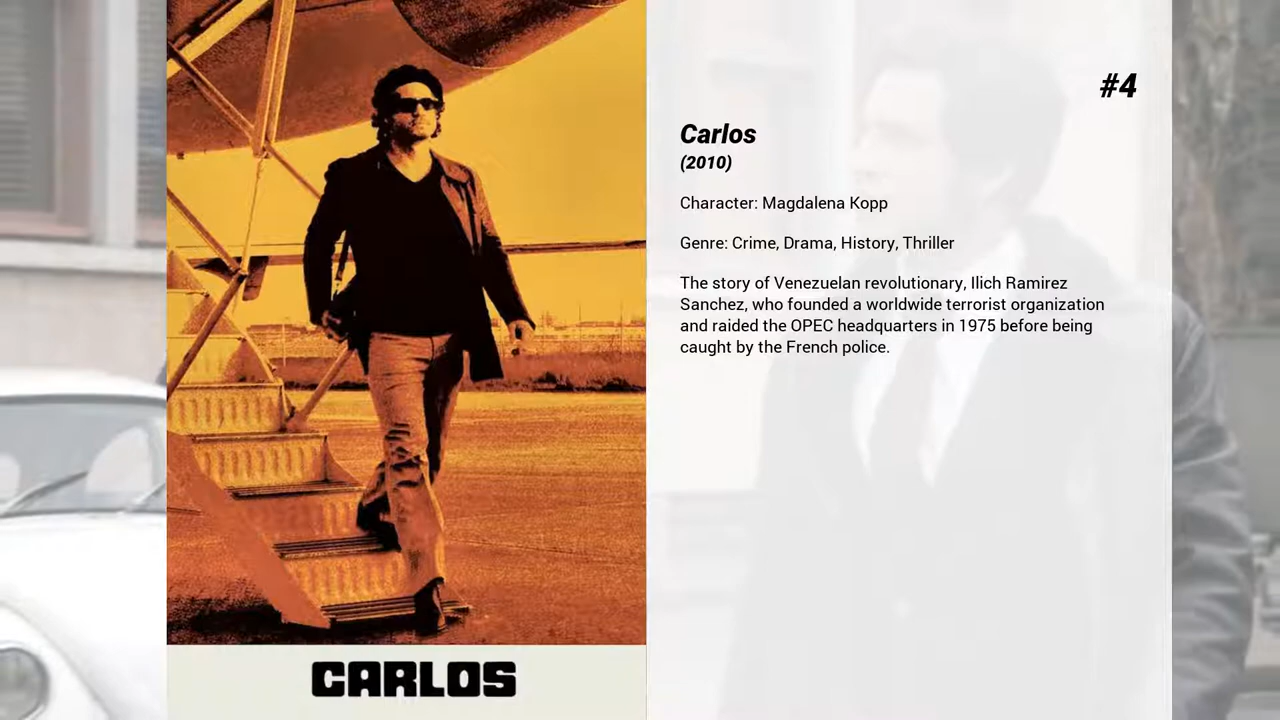 CARLOS
#4
Carlos
(2010)
Character: Magdalena Kopp
Genre: Crime, Drama, History, Thriller
The story of Venezuelan revolutionary, Ilich Ramirez
Sanchez, who founded a worldwide terrorist organization
and raided the OPEC headquarters in 1975 before being
caught by the French police.